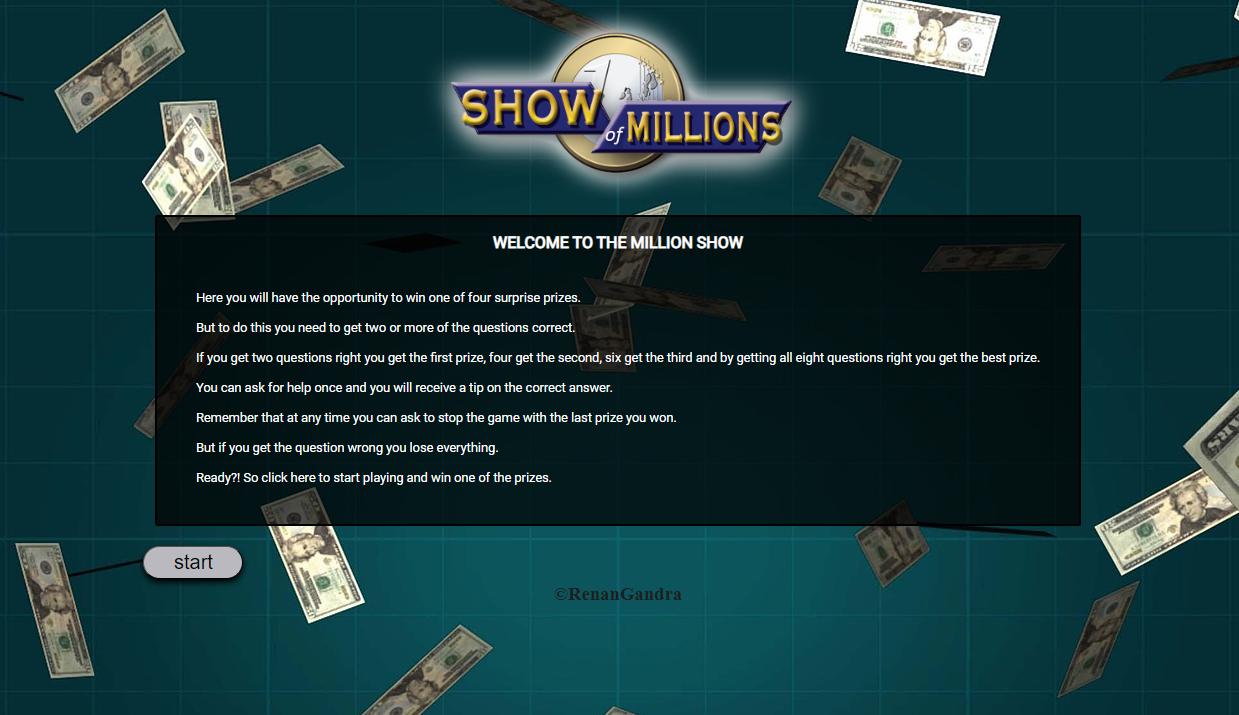 SHOW
of MILLIONS
WELCOME TO THE MILLION SHOW
Here you will have the opportunity to win one of four surprise prizes.
But to do this you need to get two or more of the questions correct.
If you get two questions right you get the first prize, four get the second, six get the third and by getting all eight questions right you get the best prize.
You can ask for help once and you will receive a tip on the correct answer.
Remember that at any time you can ask to stop the game with the last prize you won.
But if you get the question wrong you lose everything.
Ready?! So click here to start playing and win one of the prizes.
start
©RenanGandra